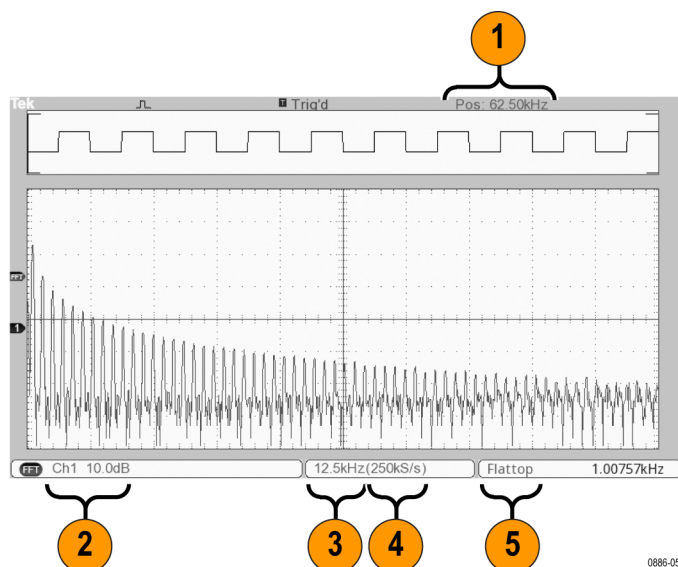 1
Tek Trig'd Pos: 62.50kHz
FFT
1
FFT Ch1 10.0dB 12.5kHz(250kS/s) Flattop 1.00757kHz
2 3 4 5
0886-05